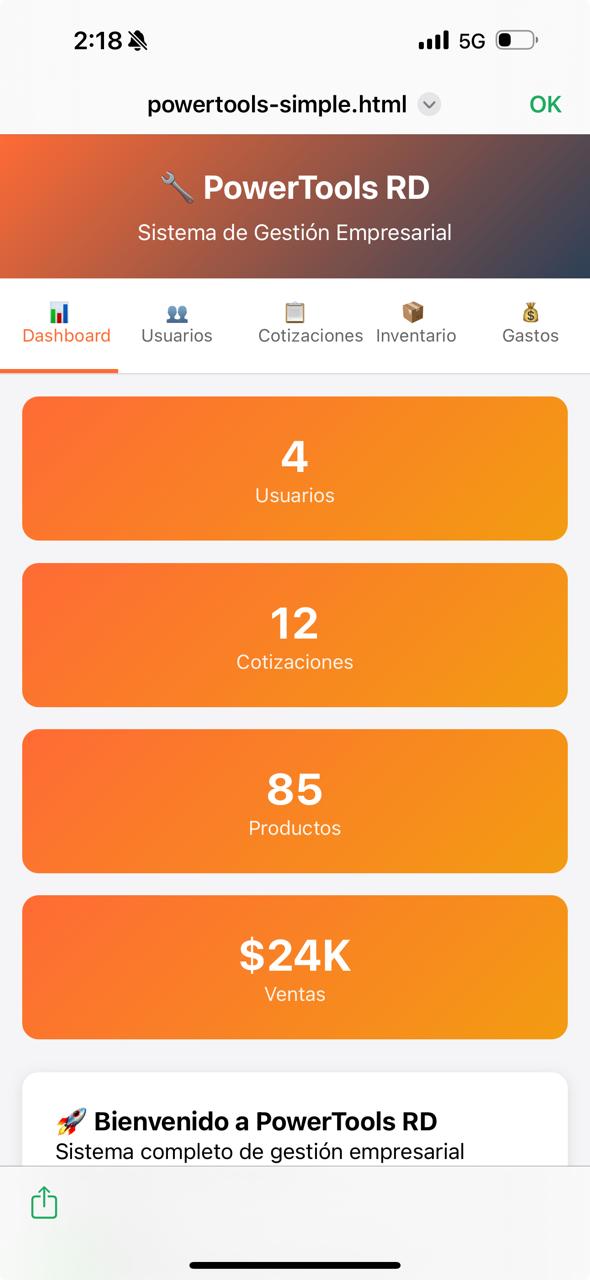 2:18
5G
powertools-simple.html
OK
🔧 PowerTools RD
Sistema de Gestión Empresarial
📊 Dashboard
👥 Usuarios
📋 Cotizaciones
📦 Inventario
💰 Gastos
4
Usuarios
12
Cotizaciones
85
Productos
$24K
Ventas
🚀 Bienvenido a PowerTools RD
Sistema completo de gestión empresarial